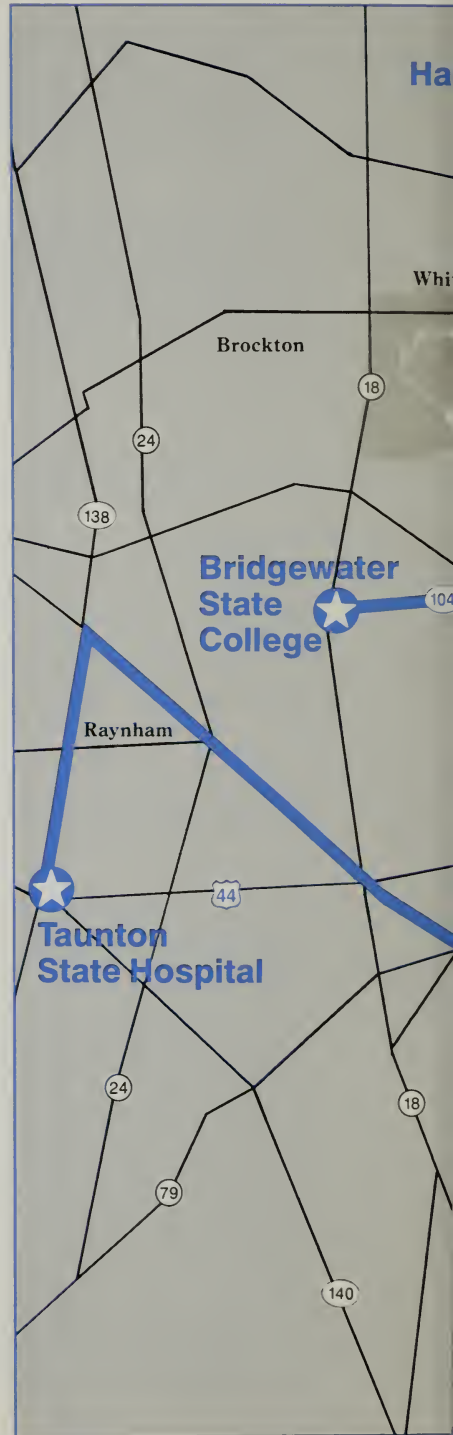 Ha
Whi
Brockton
18
24
138
Bridgewater
State
College
104
Raynham
44
Taunton
State Hospital
24
18
79
140